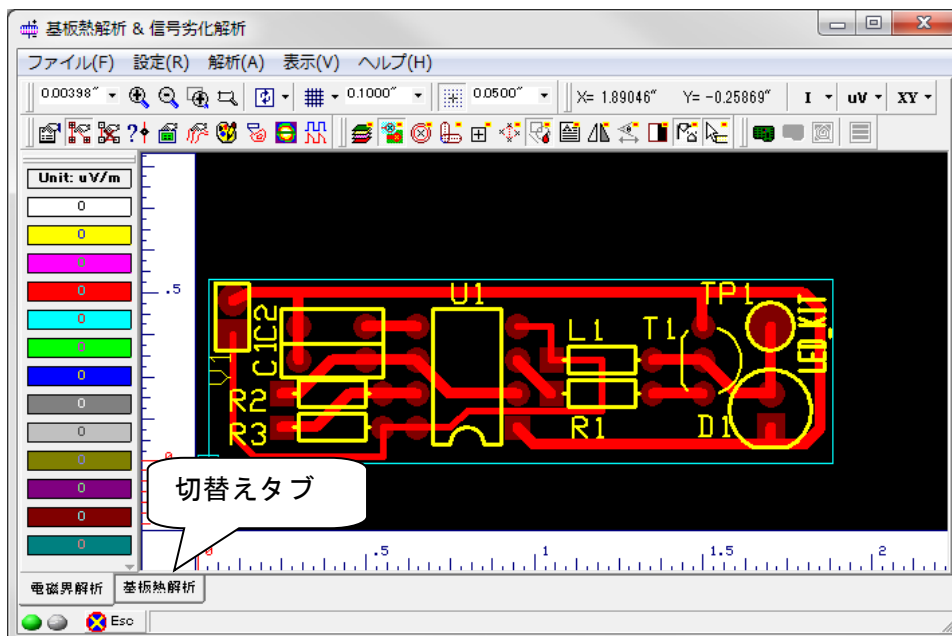 基板熱解析 & 信号劣化解析
ファイル(F) 設定(R) 解析(A) 表示(V) ヘルプ(H)
0.00398" 0.1000" 0.0500" X= 1.89046" Y= -0.25869" I uV XY
Unit: uV/m
0
0
0
0
0
0
0
0
0
0
0
0
0
.5
0
U1
TP1
C1
C2
L1
T1
LED_KIT
V1
R2
R3
R1
D1
切替えタブ
0 .5 1 1.5 2
電磁界解析 基板熱解析
Esc